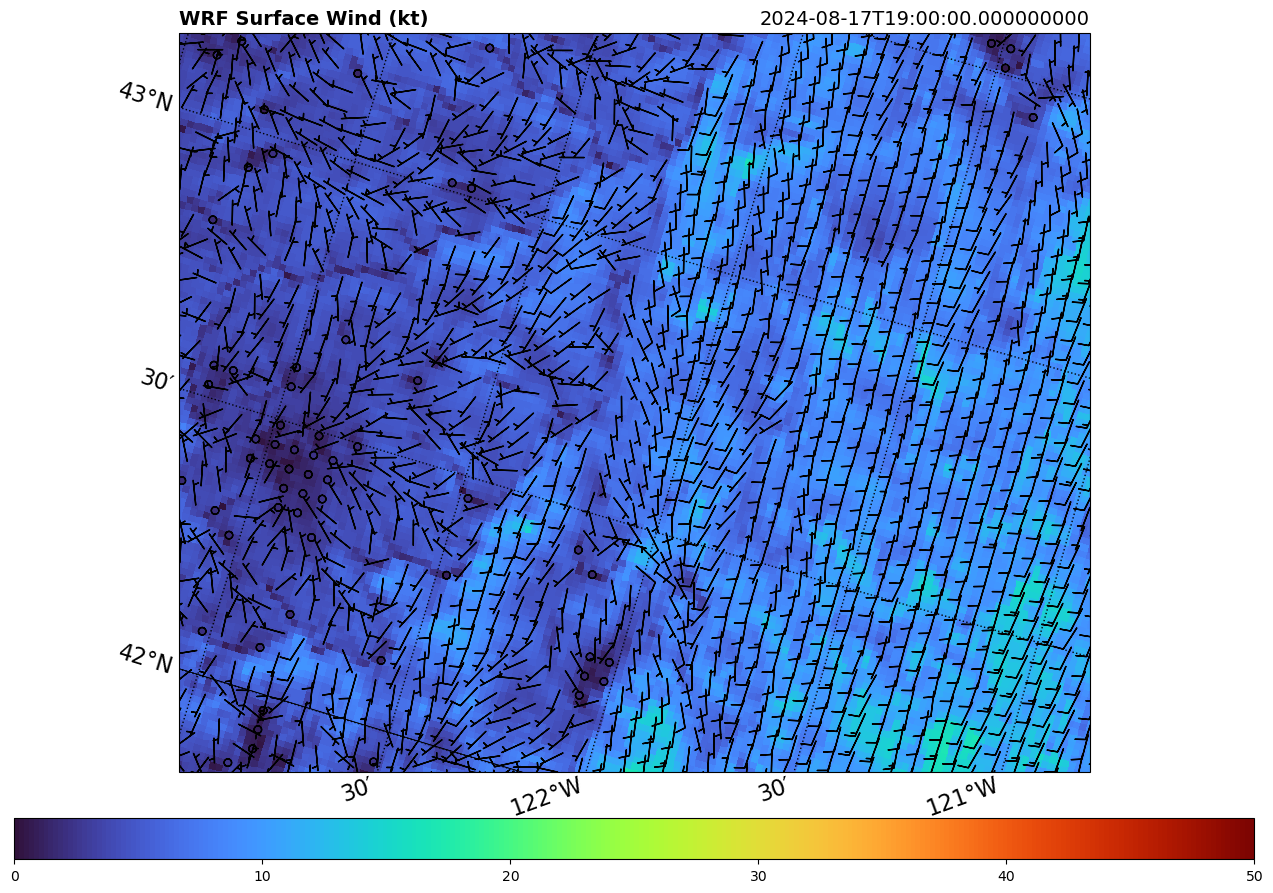 WRF Surface Wind (kt) 2024-08-17T19:00:00.000000000
43°N
30′
42°N
30′ 122°W 30′ 121°W
0 10 20 30 40 50